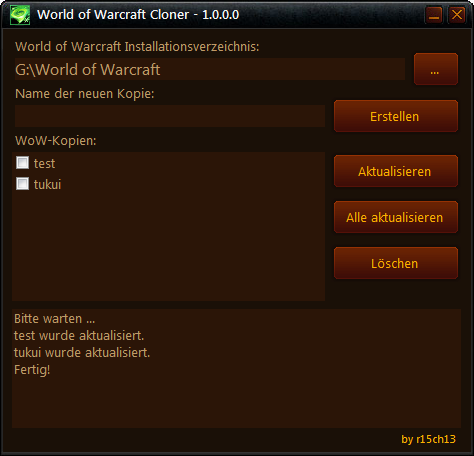 World of Warcraft Cloner - 1.0.0.0
World of Warcraft Installationsverzeichnis:
G:\World of Warcraft
...
Name der neuen Kopie:
Erstellen
WoW-Kopien:
test
tukui
Aktualisieren
Alle aktualisieren
Löschen
Bitte warten ...
test wurde aktualisiert.
tukui wurde aktualisiert.
Fertig!
by r15ch13